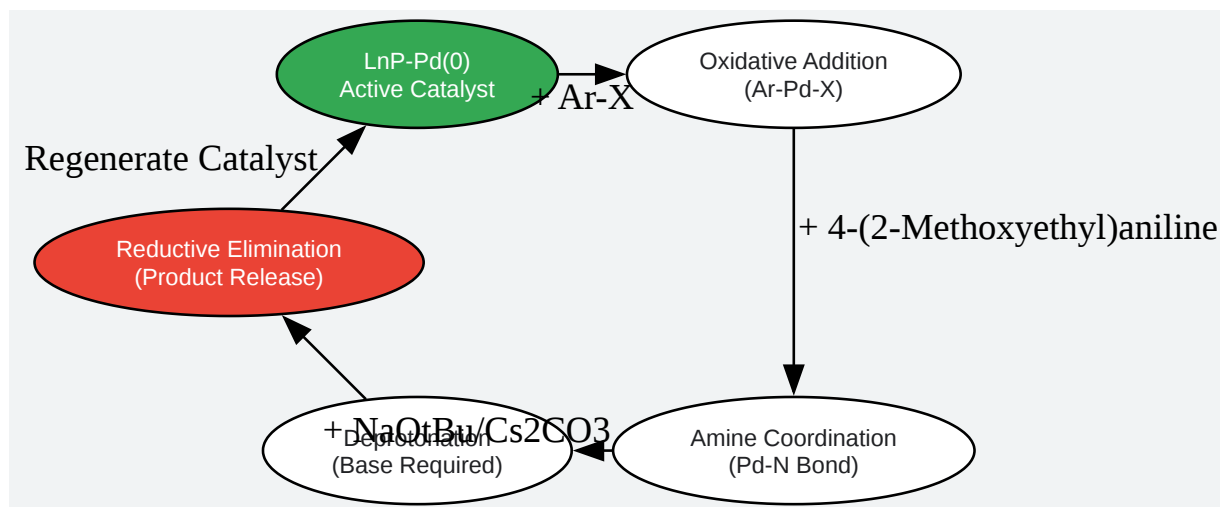 LnP-Pd(0)
Active Catalyst
+ Ar-X
Oxidative Addition
(Ar-Pd-X)
Regenerate Catalyst
+ 4-(2-Methoxyethyl)aniline
Reductive Elimination
(Product Release)
+ NaOtBu/Cs2CO3
Deprotonation
(Base Required)
Amine Coordination
(Pd-N Bond)